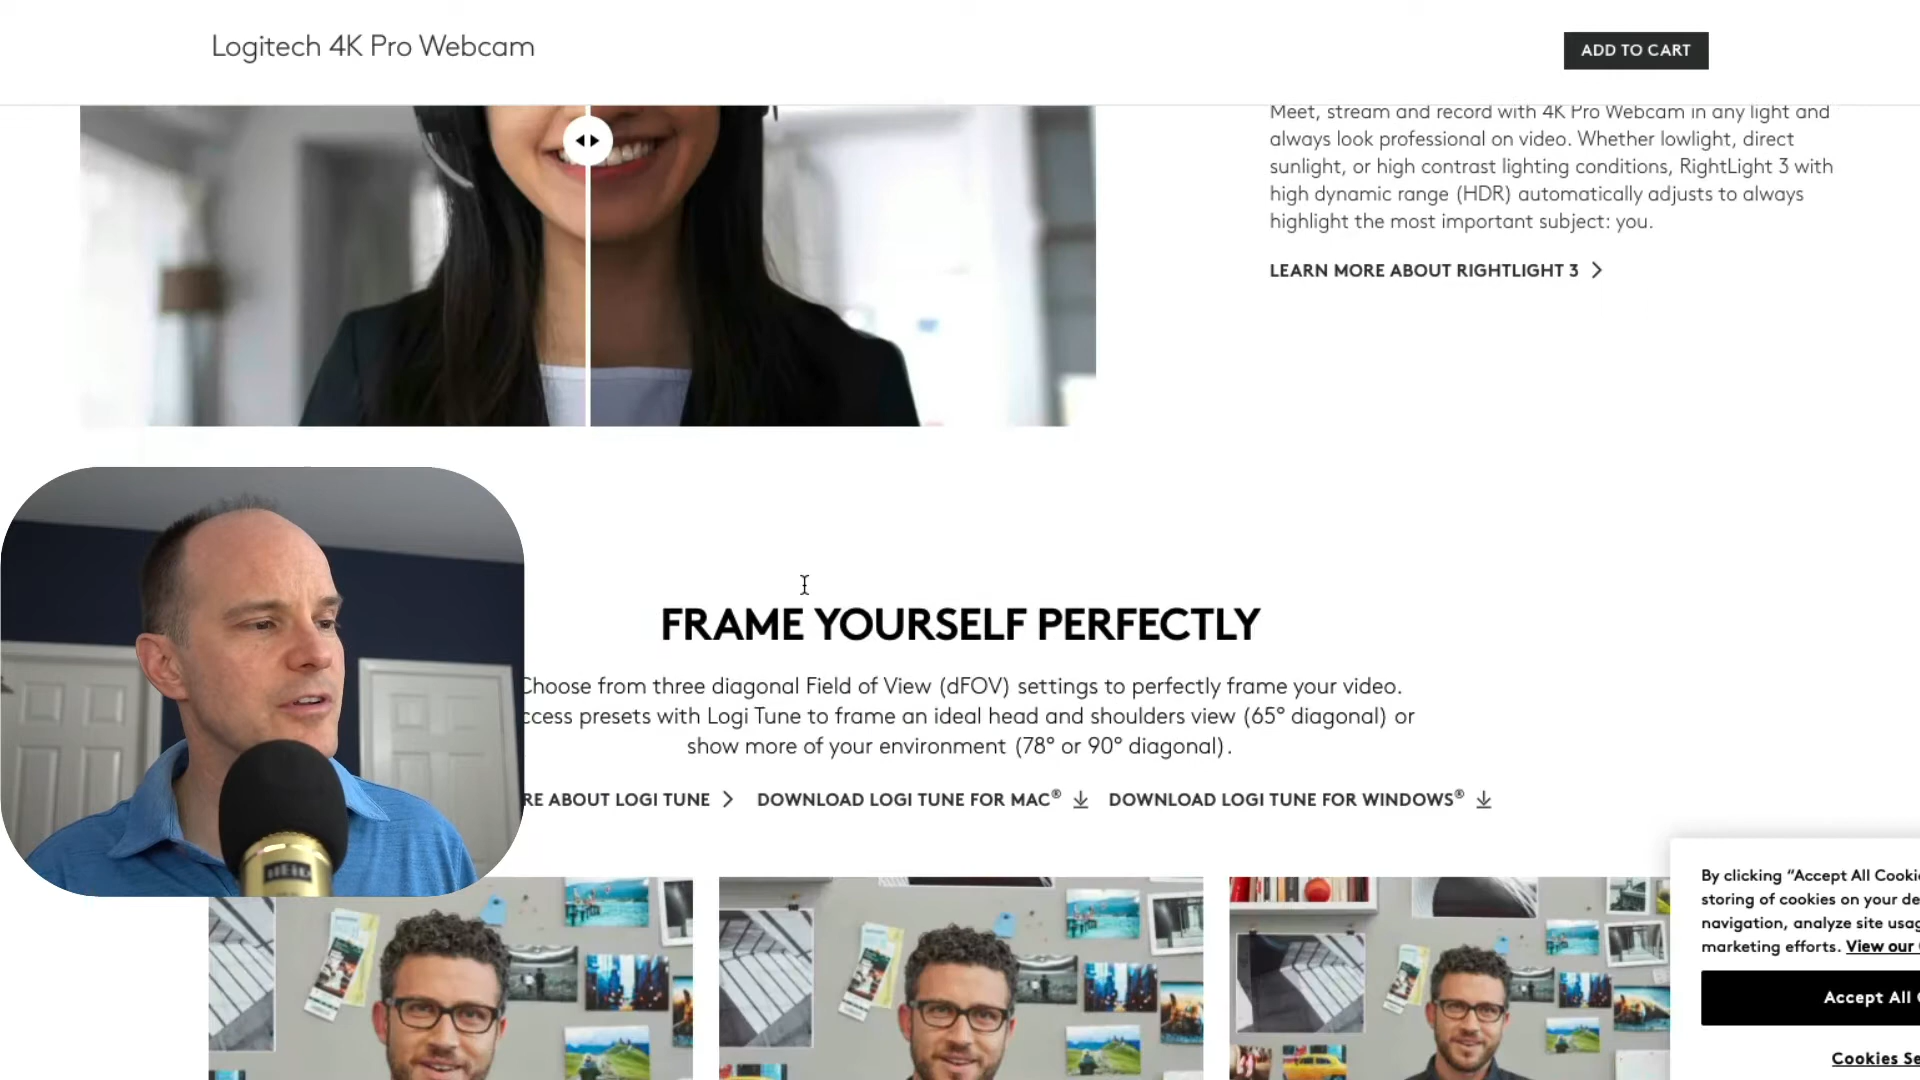 Logitech 4K Pro Webcam
ADD TO CART
Meet, stream and record with 4K Pro Webcam in any light and
always look professional on video. Whether lowlight, direct
sunlight, or high contrast lighting conditions, RightLight 3 with
high dynamic range (HDR) automatically adjusts to always
highlight the most important subject: you.
LEARN MORE ABOUT RIGHTLIGHT 3
FRAME YOURSELF PERFECTLY
Choose from three diagonal Field of View (dFOV) settings to perfectly frame your video.
ccess presets with Logi Tune to frame an ideal head and shoulders view (65° diagonal) or
show more of your environment (78° or 90° diagonal).
RE ABOUT LOGI TUNE
DOWNLOAD LOGI TUNE FOR MAC®
DOWNLOAD LOGI TUNE FOR WINDOWS®
HEiL
By clicking “Accept All Cooki
storing of cookies on your de
navigation, analyze site usag
marketing efforts. View our
Accept All
Cookies Se